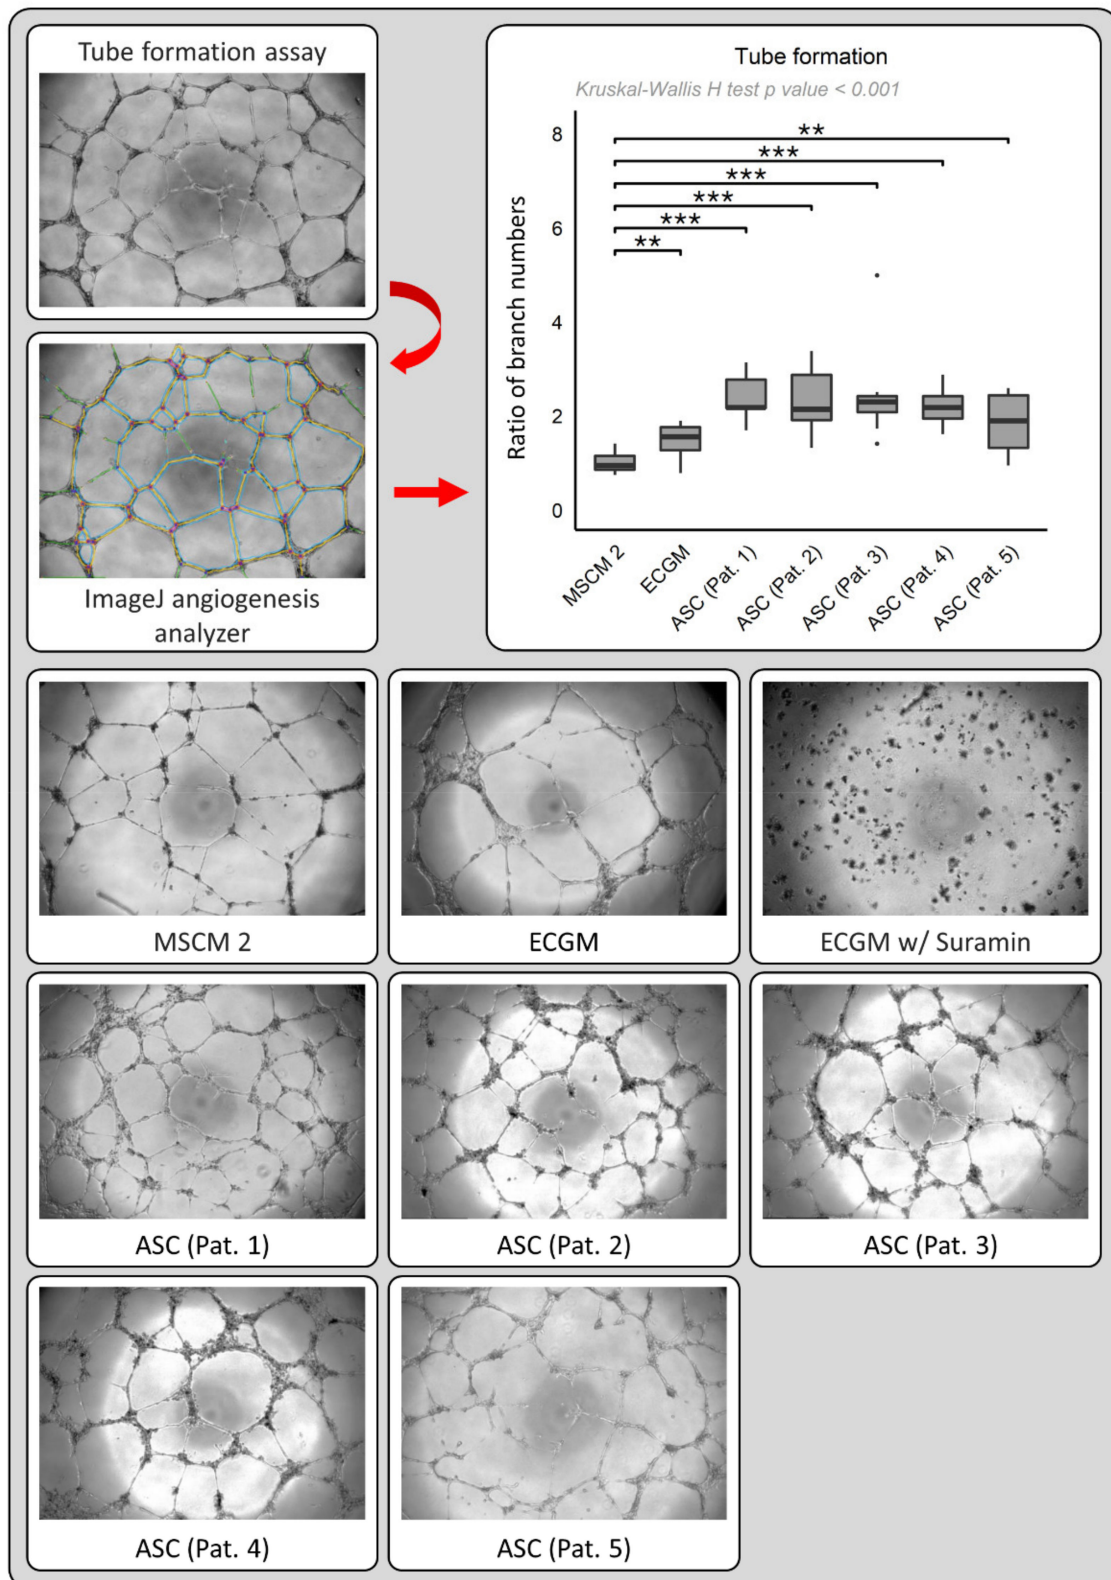 Tube formation assay
ImageJ angiogenesis
analyzer
Tube formation
Kruskal-Wallis H test p value < 0.001
Ratio of branch numbers
8
6
4
2
0
**
***
***
***
***
**
MSCM 2
ECGM
ASC (Pat. 1)
ASC (Pat. 2)
ASC (Pat. 3)
ASC (Pat. 4)
ASC (Pat. 5)
MSCM 2
ECGM
ECGM w/ Suramin
ASC (Pat. 1)
ASC (Pat. 2)
ASC (Pat. 3)
ASC (Pat. 4)
ASC (Pat. 5)